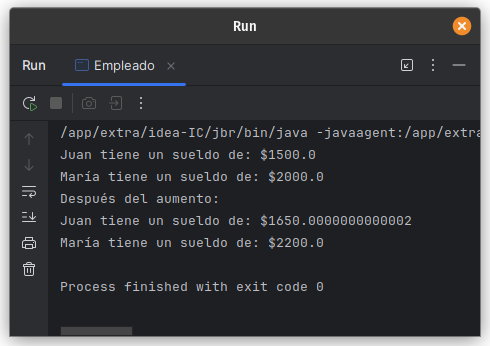 Run
Run Empleado
/app/extra/idea-IC/jbr/bin/java -javaagent:/app/extra
Juan tiene un sueldo de: $1500.0
María tiene un sueldo de: $2000.0
Después del aumento:
Juan tiene un sueldo de: $1650.0000000000002
María tiene un sueldo de: $2200.0
Process finished with exit code 0